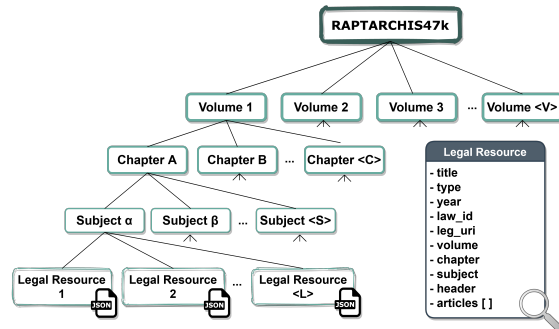 RAPTARCHIS47k
Volume 1
Volume 2
Volume 3
...
Volume <V>
Chapter A
Chapter B
...
Chapter <C>
Subject α
Subject β
...
Subject <S>
Legal Resource
1
JSON
Legal Resource
2
JSON
...
Legal Resource
<L>
JSON
Legal Resource
- title
- type
- year
- law_id
- leg_uri
- volume
- chapter
- subject
- header
- articles [ ]